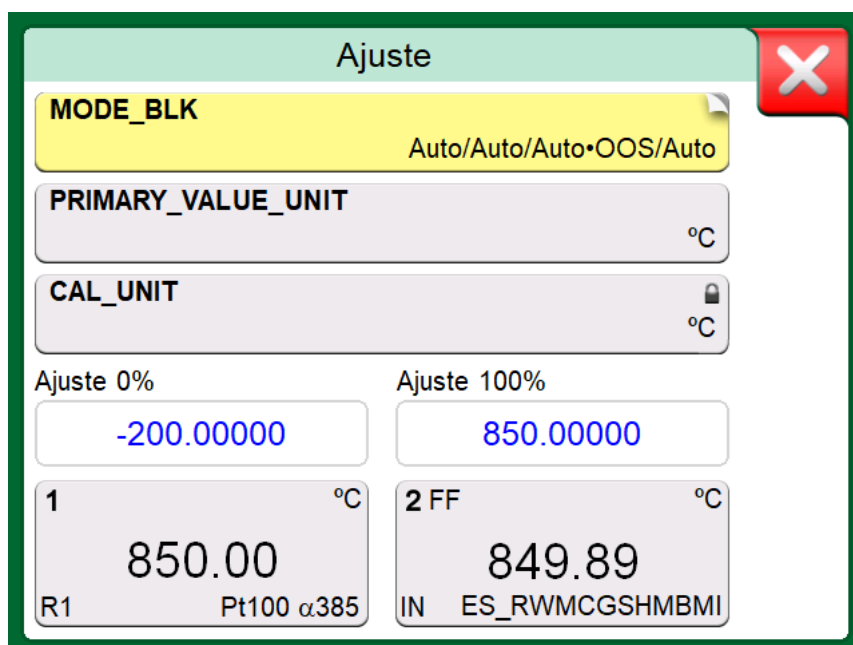 Ajuste
MODE_BLK
Auto/Auto/Auto•OOS/Auto
PRIMARY_VALUE_UNIT
ºC
CAL_UNIT
ºC
Ajuste 0% Ajuste 100%
-200.00000 850.00000
1 ºC 2 FF ºC
850.00 849.89
R1 Pt100 α385 IN ES_RWMCGSHMBMI